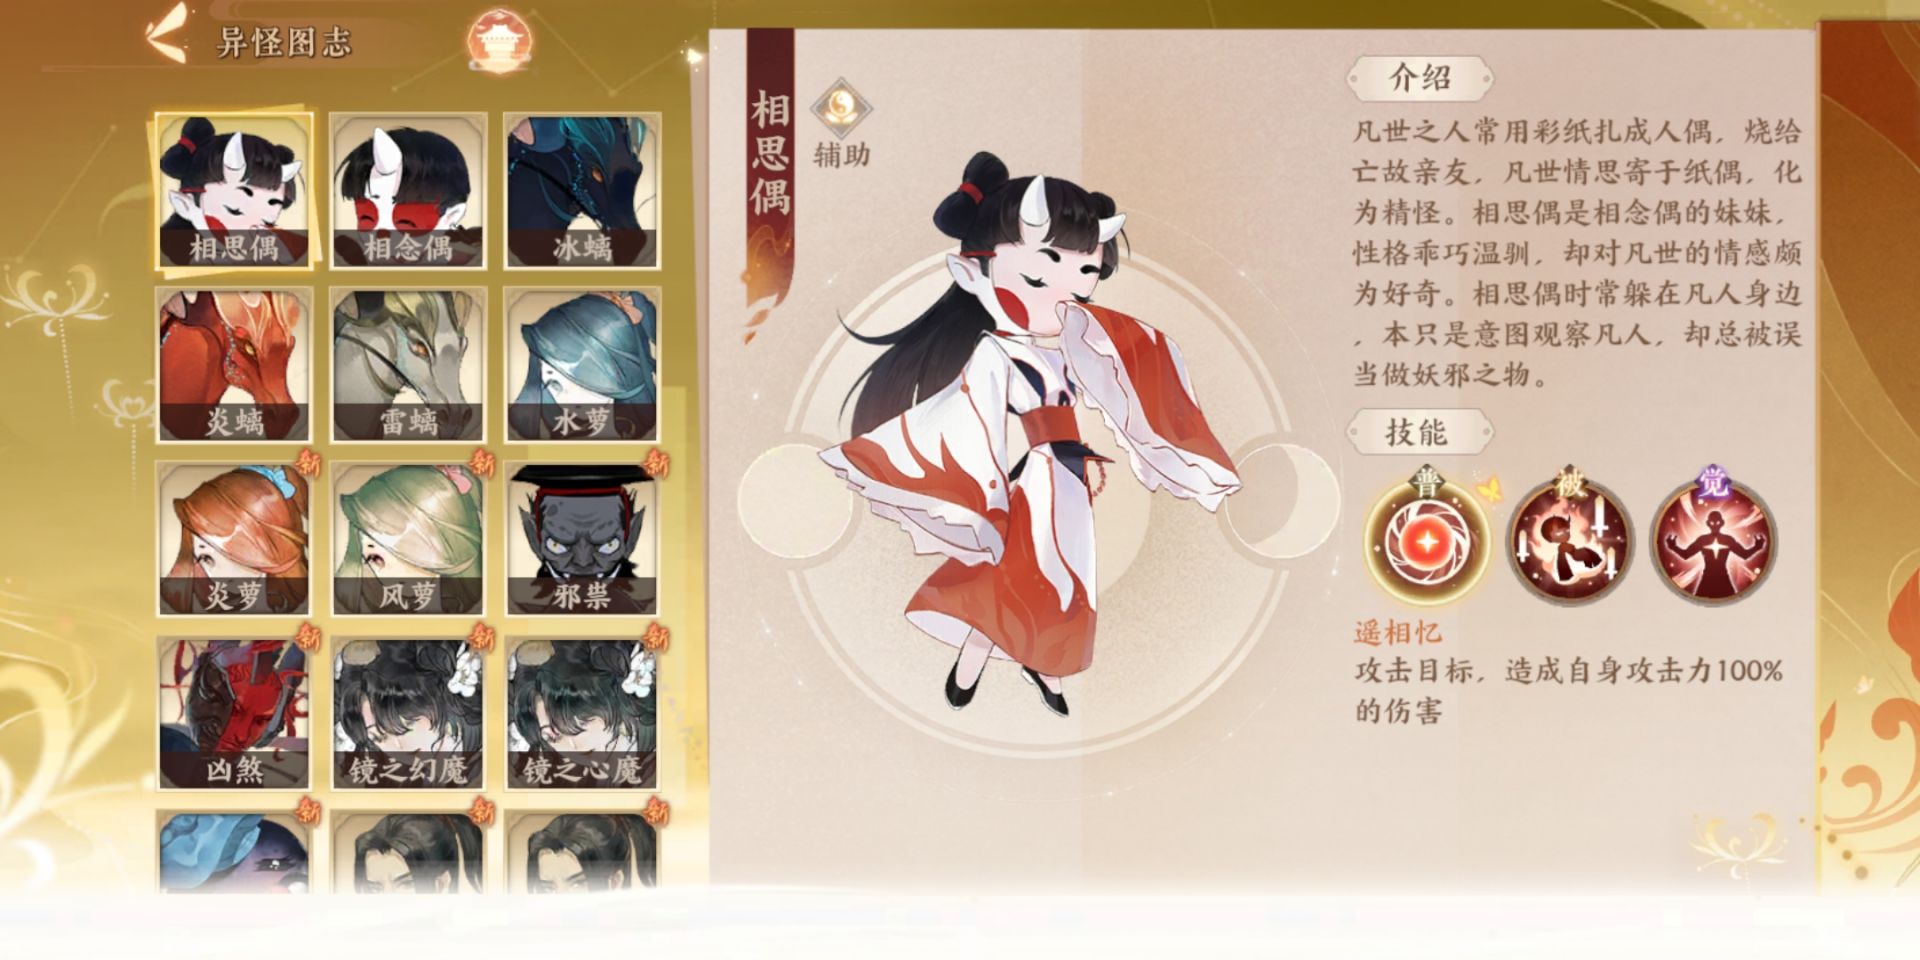 异怪图志
相思偶
相念偶
冰螭
炎螭
雷螭
水萝
新
炎萝
新
风萝
新
邪祟
新
凶煞
新
镜之幻魔
新
镜之心魔
新
新
新
相思偶
辅助
介绍
凡世之人常用彩纸扎成人偶，烧给
亡故亲友，凡世情思寄于纸偶，化
为精怪。相思偶是相念偶的妹妹，
性格乖巧温驯，却对凡世的情感颇
为好奇。相思偶时常躲在凡人身边
，本只是意图观察凡人，却总被误
当做妖邪之物。
技能
普
被
觉
遥相忆
攻击目标，造成自身攻击力100%
的伤害